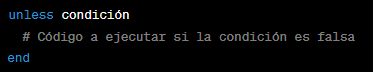 unless condición
  # Código a ejecutar si la condición es falsa
end